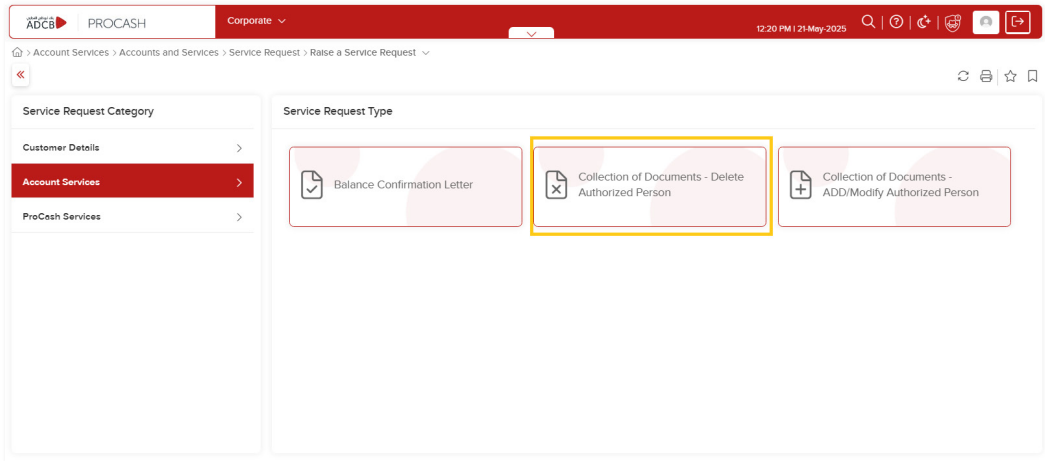 ADCB
PROCASH
Corporate
12:20 PM | 21-May-2025
> Account Services > Accounts and Services > Service Request > Raise a Service Request
Service Request Category
Customer Details
Account Services
ProCash Services
Service Request Type
Balance Confirmation Letter
Collection of Documents - Delete
Authorized Person
Collection of Documents -
ADD/Modify Authorized Person